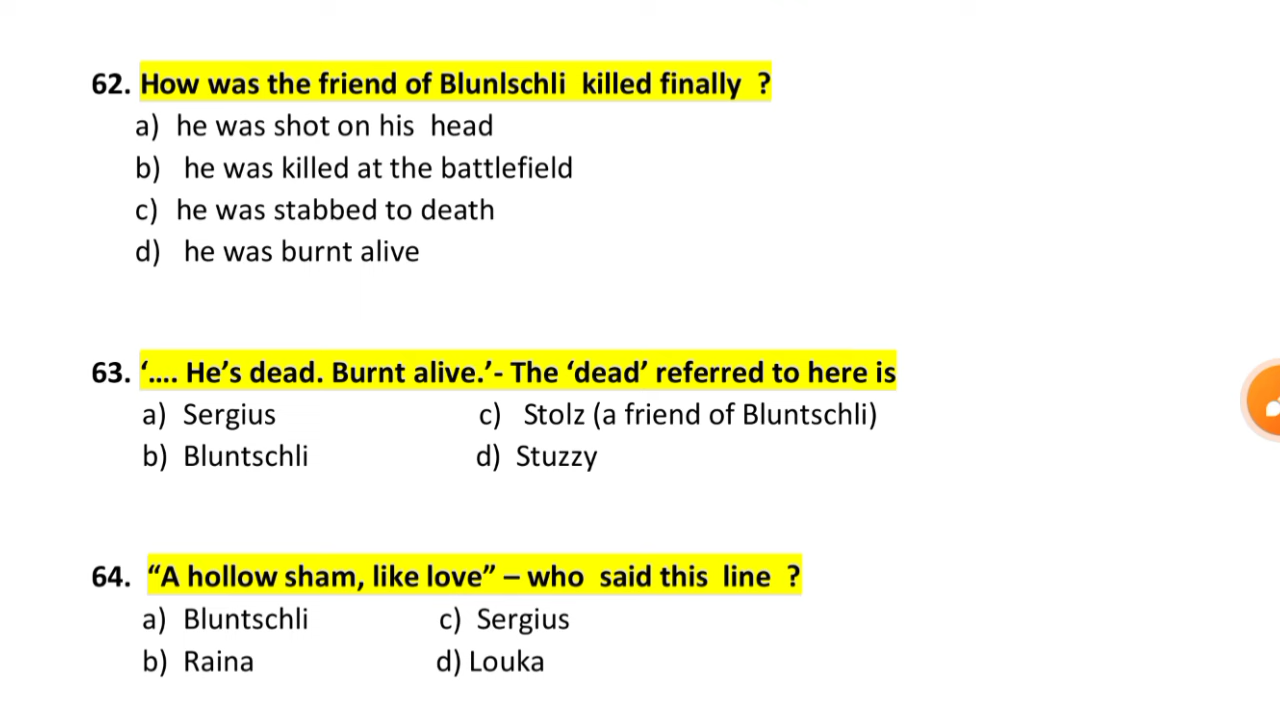 62. How was the friend of Blunlschli killed finally ?
a) he was shot on his head
b) he was killed at the battlefield
c) he was stabbed to death
d) he was burnt alive
63. ‘.... He’s dead. Burnt alive.’- The ‘dead’ referred to here is
a) Sergius c) Stolz (a friend of Bluntschli)
b) Bluntschli d) Stuzzy
64. “A hollow sham, like love” – who said this line ?
a) Bluntschli c) Sergius
b) Raina d) Louka